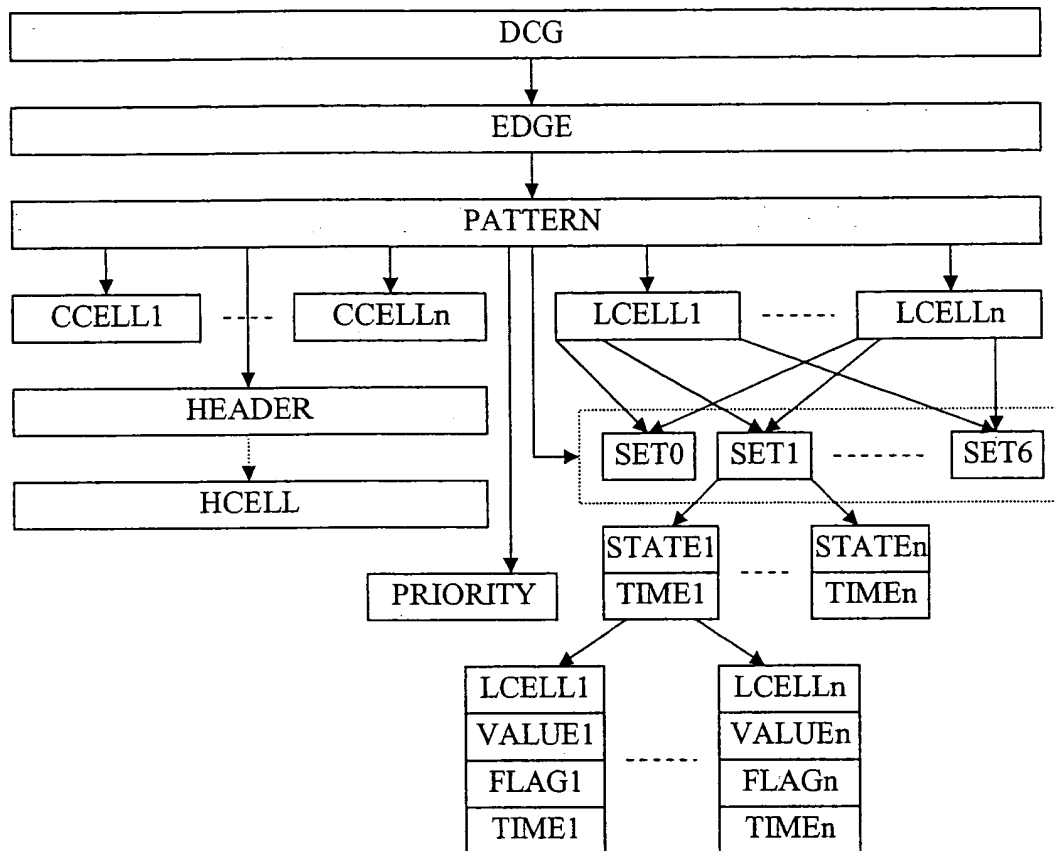 DCG
EDGE
PATTERN
CCELL1
CCELLn
LCELL1
LCELLn
HEADER
SET0
SET1
SET6
HCELL
STATE1
STATEn
PRIORITY
TIME1
TIMEn
LCELL1
LCELLn
VALUE1
VALUEn
FLAG1
FLAGn
TIME1
TIMEn